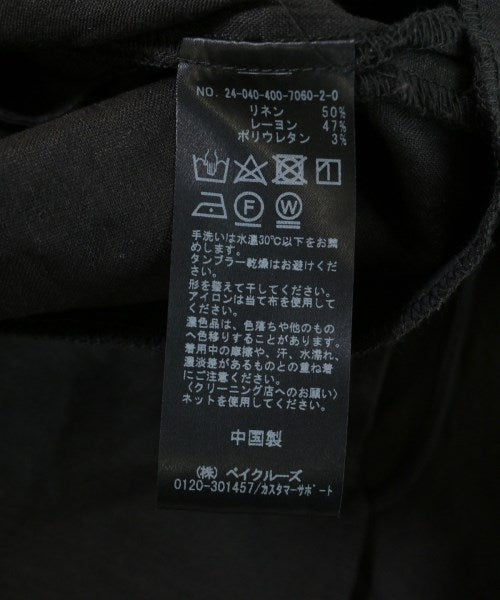 NO. 24-040-400-7060-2-0
リネン 50%
レーヨン 47%
ポリウレタン 3%
F W
手洗いは水温30℃以下をお薦
めします。
タンブラー乾燥はお避けくださ
い。
形を整えて干してください。
アイロンは当て布を使用して
ください。
濃色品は、色落ちや他のもの
へ色移りすることがあります。
着用中の摩擦や、汗、水濡れ、
濃淡差があるものとの重ね着
にご注意ください。
〈クリーニング店へのお願い〉
ネットを使用してください。
中国製
(株) ベイクルーズ
0120-301457/カスタマーサポート